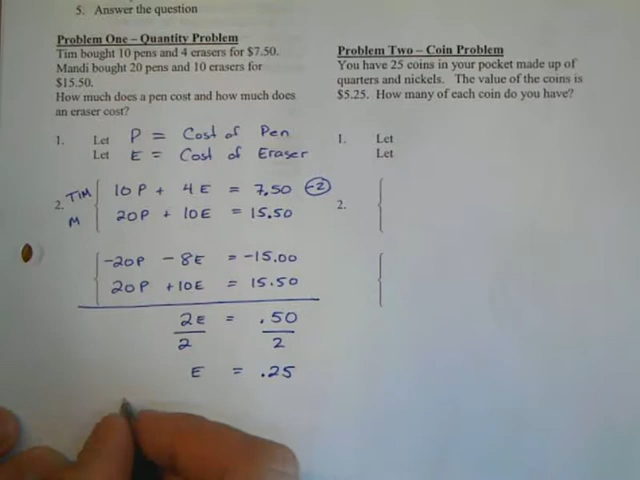 5. Answer the question
Problem One – Quantity Problem
Tim bought 10 pens and 4 erasers for $7.50.
Mandi bought 20 pens and 10 erasers for
$15.50.
How much does a pen cost and how much does
an eraser cost?
1. Let P = Cost of Pen
Let E = Cost of Eraser
2. TIM 10P + 4E = 7.50 -2
M 20P + 10E = 15.50
-20P - 8E = -15.00
20P + 10E = 15.50
2E = .50
2 2
E = .25
Problem Two – Coin Problem
You have 25 coins in your pocket made up of
quarters and nickels. The value of the coins is
$5.25. How many of each coin do you have?
1. Let
Let
2.